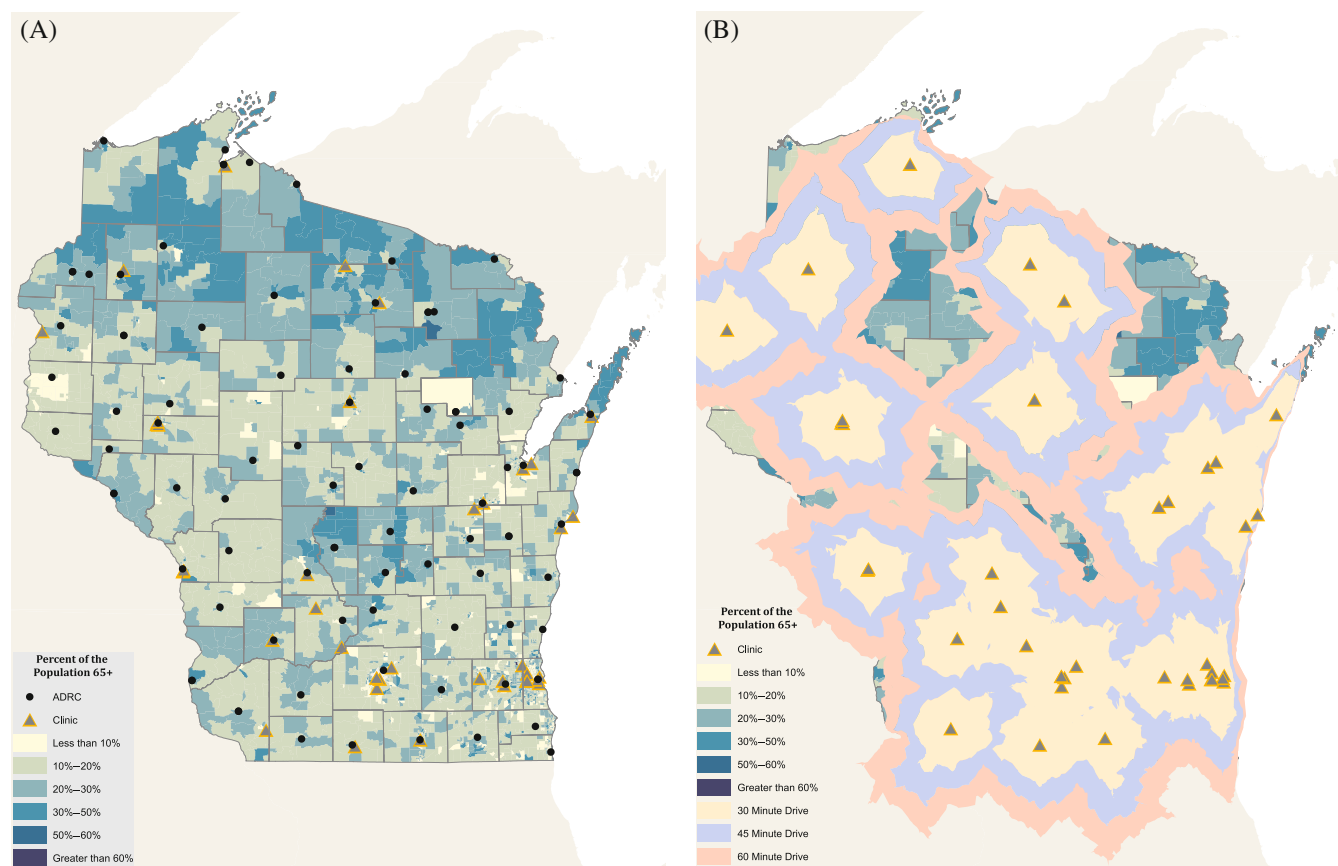 (A)
Percent of the
Population 65+
ADRC
Clinic
Less than 10%
10%–20%
20%–30%
30%–50%
50%–60%
Greater than 60%
(B)
Percent of the
Population 65+
Clinic
Less than 10%
10%–20%
20%–30%
30%–50%
50%–60%
Greater than 60%
30 Minute Drive
45 Minute Drive
60 Minute Drive